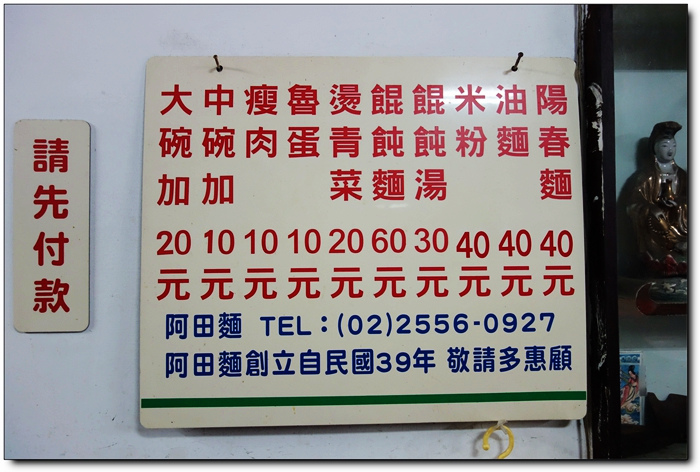 陽春麵 40元
油麵 40元
米粉 40元
餛飩湯 30元
餛飩麵 60元
燙青菜 20元
魯蛋 10元
瘦肉 10元
中碗加 10元
大碗加 20元
阿田麵 TEL:(02)2556-0927
阿田麵創立自民國39年 敬請多惠顧
請先付款